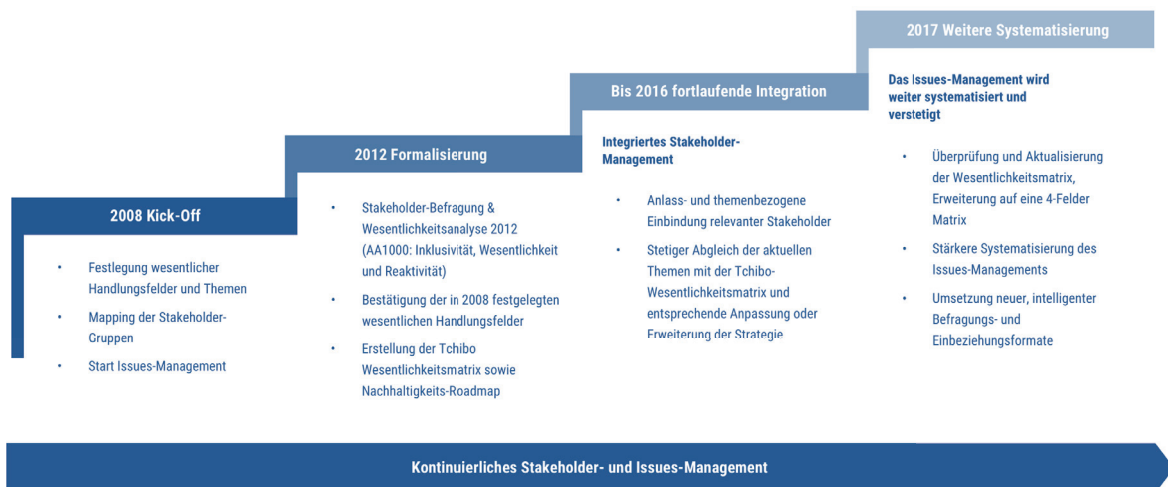 2008 Kick-Off
• Festlegung wesentlicher
Handlungsfelder und Themen
• Mapping der Stakeholder-
Gruppen
• Start Issues-Management
2012 Formalisierung
• Stakeholder-Befragung &
Wesentlichkeitsanalyse 2012
(AA1000: Inklusivität, Wesentlichkeit
und Reaktivität)
• Bestätigung der in 2008 festgelegten
wesentlichen Handlungsfelder
• Erstellung der Tchibo
Wesentlichkeitsmatrix sowie
Nachhaltigkeits-Roadmap
Bis 2016 fortlaufende Integration
Integriertes Stakeholder-
Management
• Anlass- und themenbezogene
Einbindung relevanter Stakeholder
• Stetiger Abgleich der aktuellen
Themen mit der Tchibo-
Wesentlichkeitsmatrix und
entsprechende Anpassung oder
Erweiterung der Strategie
2017 Weitere Systematisierung
Das Issues-Management wird
weiter systematisiert und
verstetigt
• Überprüfung und Aktualisierung
der Wesentlichkeitsmatrix,
Erweiterung auf eine 4-Felder
Matrix
• Stärkere Systematisierung des
Issues-Managements
• Umsetzung neuer, intelligenter
Befragungs- und
Einbeziehungsformate
Kontinuierliches Stakeholder- und Issues-Management